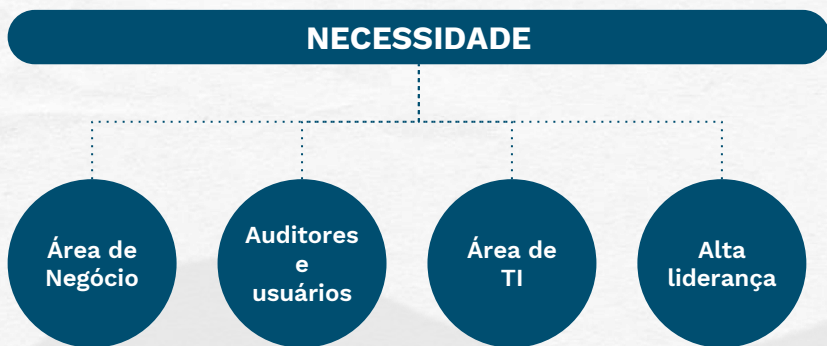 NECESSIDADE
Área de
Negócio
Auditores
e
usuários
Área de
TI
Alta
liderança